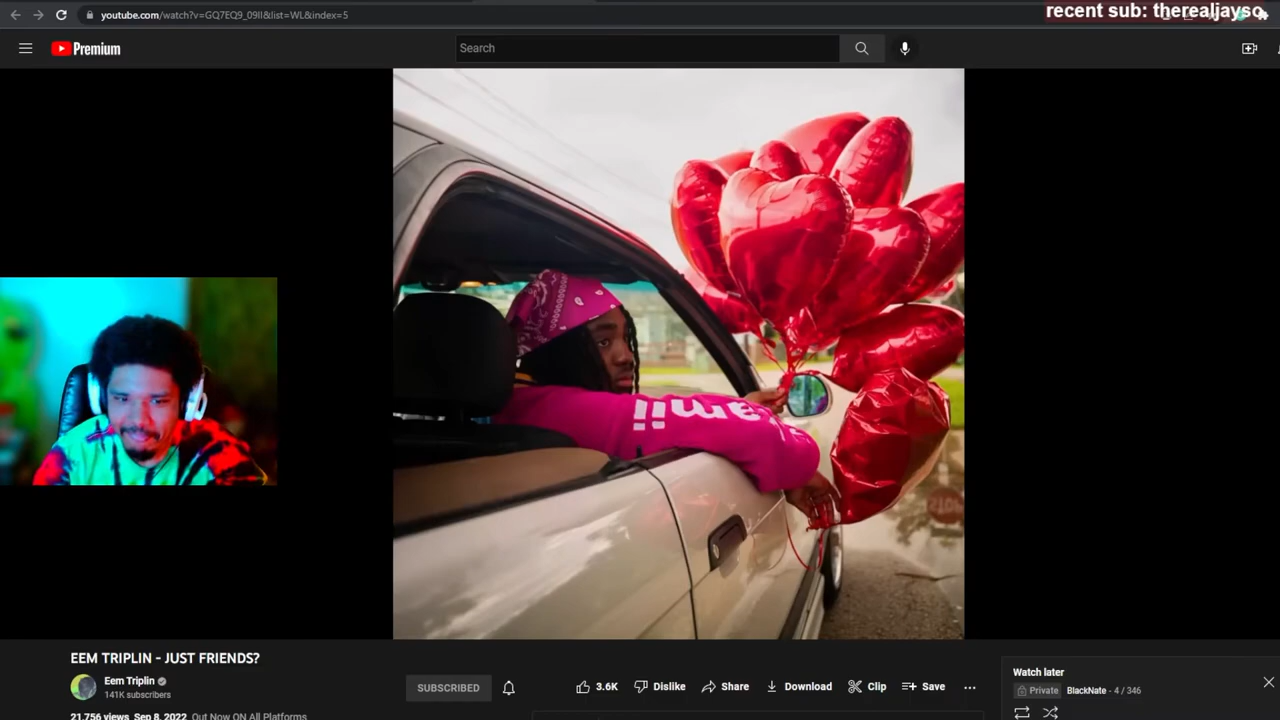 youtube.com/watch?v=GQ7EQ9_09lI&list=WL&index=5
recent sub: therealjayso
Premium
Search
amii
STOP
EEM TRIPLIN - JUST FRIENDS?
Eem Triplin
141K subscribers
SUBSCRIBED
3.6K
Dislike
Share
Download
Clip
Save
21,756 views Sep 8, 2022 Out Now ON All Platforms
Watch later
Private
BlackNate - 4 / 346